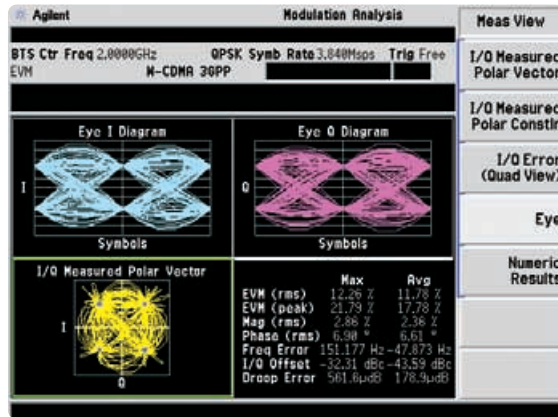 Agilent Modulation Analysis
Meas View
BTS Ctr Freq 2.0000GHz QPSK Symb Rate 3.840Msps Trig Free
EVM W-CDMA 3GPP
I/Q Measured
Polar Vector
I/Q Measured
Polar Constln
I/Q Error
(Quad View)
Eye
Numeric
Results
Eye I Diagram
I
Symbols
Eye Q Diagram
Q
Symbols
I/Q Measured Polar Vector
I
Q
Max Avg
EVM (rms) 12.26 % 11.78 %
EVM (peak) 21.79 % 17.78 %
Mag (rms) 2.86 % 2.36 %
Phase (rms) 6.90 ° 6.61 °
Freq Error 151.177 Hz -47.873 Hz
I/Q Offset -32.31 dBc -43.59 dBc
Droop Error 561.6µdB 178.9µdB